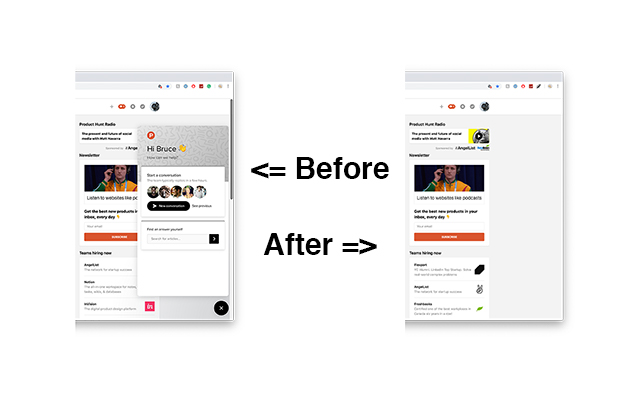 <= Before
After =>
Product Hunt Radio
The present and future of social
media with Matt Navarra
Sponsored by AngelList
Newsletter
Listen to websites like podcasts
Get the best new products in your
inbox, every day 👇
Your email
SUBSCRIBE
Teams hiring now
AngelList
The network for startup success
Notion
The all-in-one workspace for
InVision
The digital product design platform
Hi Bruce 👋
How can we help?
Start a conversation
The team typically replies in a few hours.
New conversation
See previous
Find an answer yourself
Search for articles...
in
Product Hunt Radio
The present and future of social
media with Matt Navarra
Sponsored by AngelList
Newsletter
Listen to websites like podcasts
Get the best new products in your
inbox, every day 👇
Your email
SUBSCRIBE
Teams hiring now
AngelList
The network for startup success